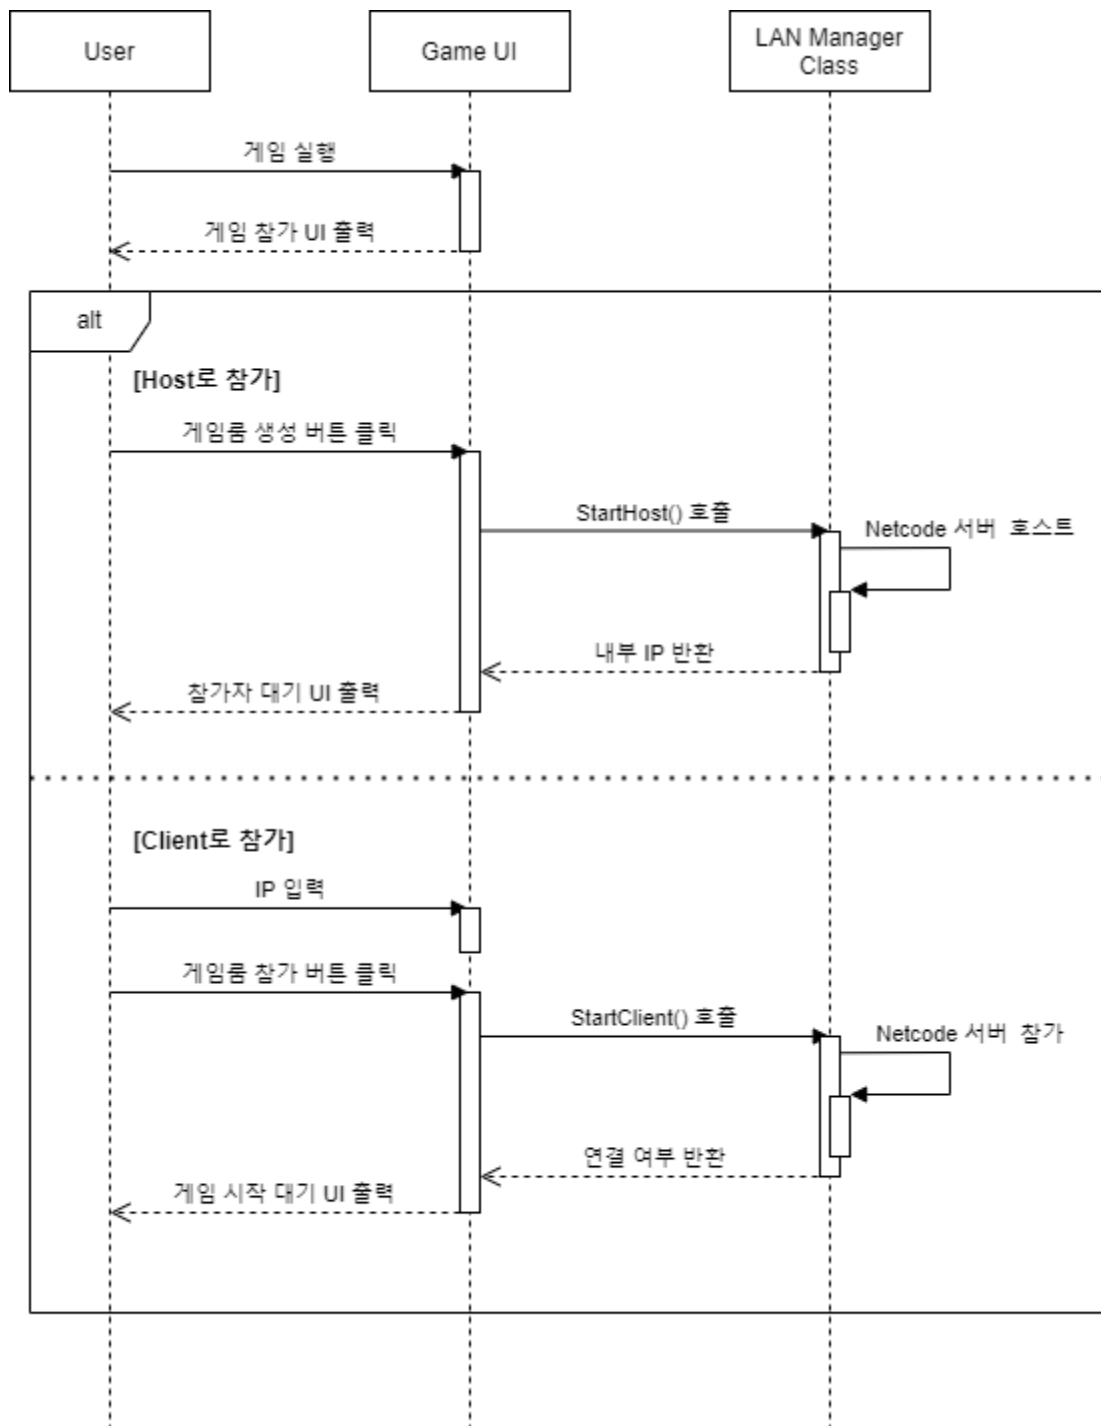 User
Game UI
LAN Manager
Class
게임 실행
게임 참가 UI 출력
alt
[Host로 참가]
게임룸 생성 버튼 클릭
StartHost() 호출
Netcode 서버 호스트
내부 IP 반환
참가자 대기 UI 출력
[Client로 참가]
IP 입력
게임룸 참가 버튼 클릭
StartClient() 호출
Netcode 서버 참가
연결 여부 반환
게임 시작 대기 UI 출력